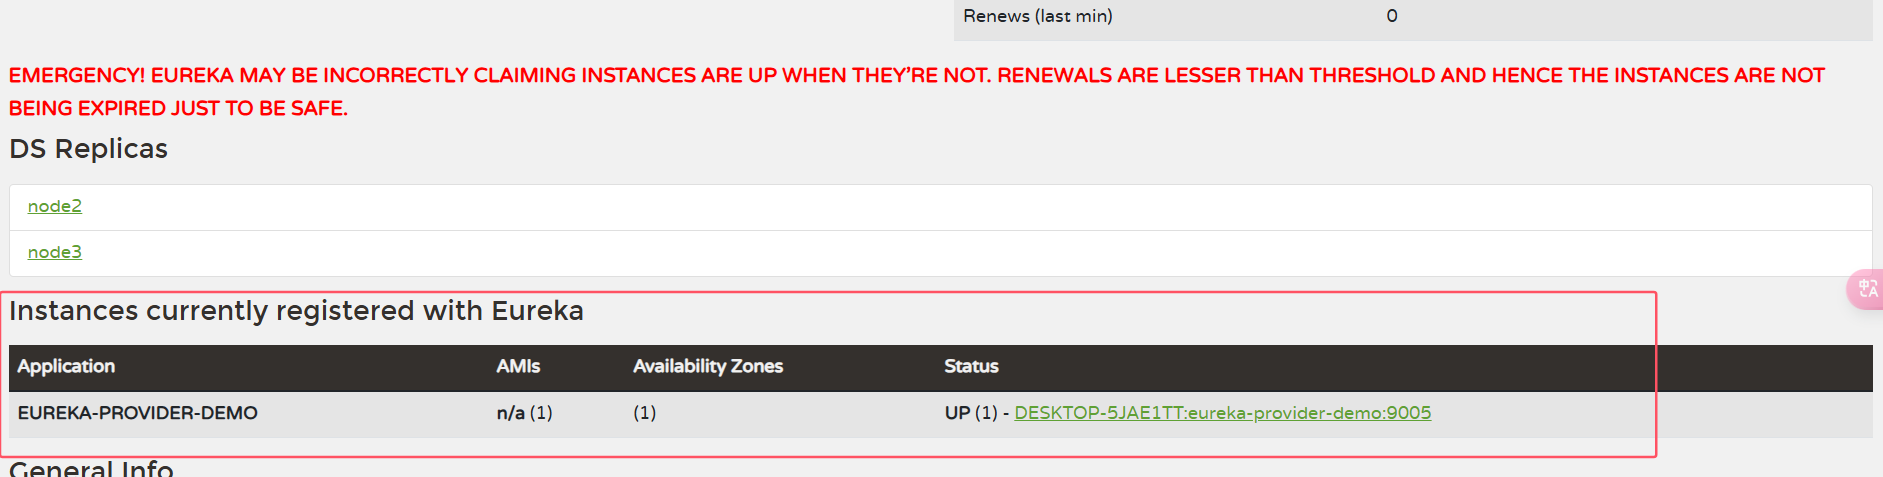 Renews (last min) 0
EMERGENCY! EUREKA MAY BE INCORRECTLY CLAIMING INSTANCES ARE UP WHEN THEY'RE NOT. RENEWALS ARE LESSER THAN THRESHOLD AND HENCE THE INSTANCES ARE NOT
BEING EXPIRED JUST TO BE SAFE.
DS Replicas
node2
node3
中A
Instances currently registered with Eureka
Application AMIs Availability Zones Status
EUREKA-PROVIDER-DEMO n/a (1) (1) UP (1) - DESKTOP-5JAE1TT:eureka-provider-demo:9005
General Info